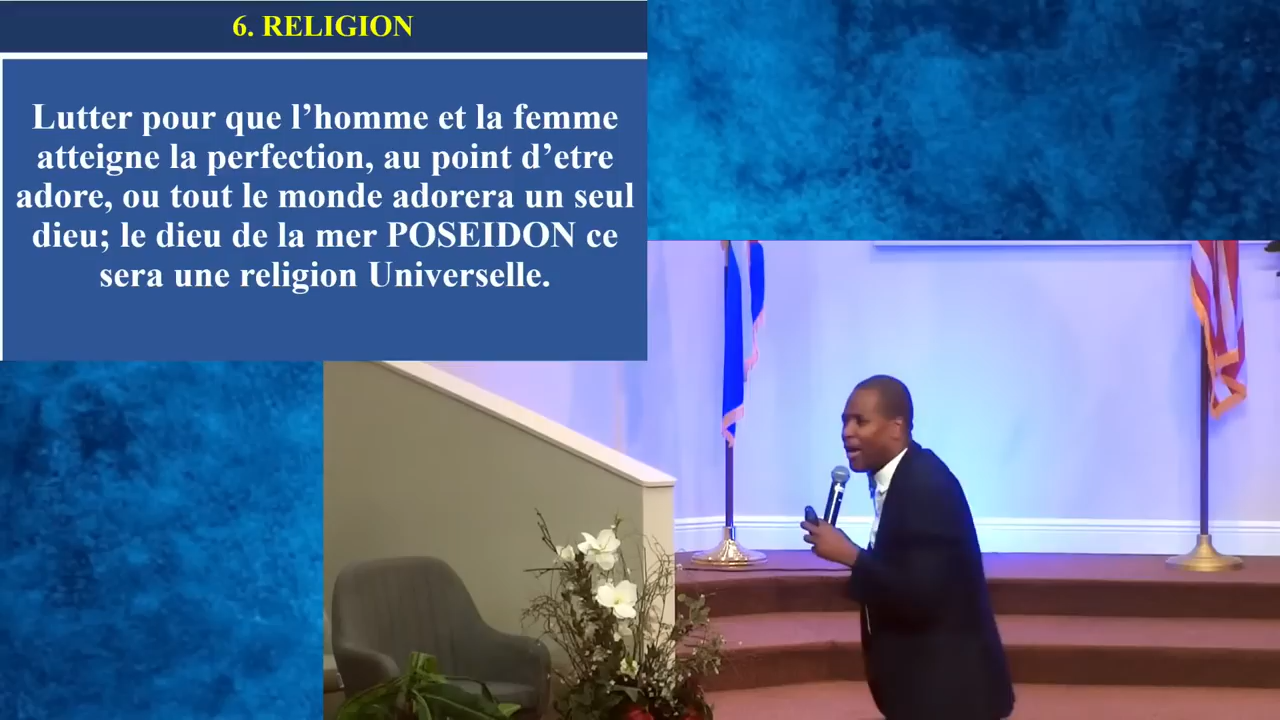 6. RELIGION
Lutter pour que l’homme et la femme
atteigne la perfection, au point d’etre
adore, ou tout le monde adorera un seul
dieu; le dieu de la mer POSEIDON ce
sera une religion Universelle.